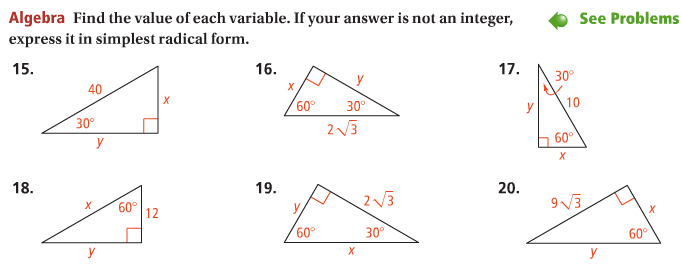 Algebra Find the value of each variable. If your answer is not an integer,
express it in simplest radical form.
See Problems
15.
40
x
30°
y
16.
x
y
60°
30°
2√3
17.
30°
y
10
60°
x
18.
x
60°
12
y
19.
y
2√3
60°
30°
x
20.
9√3
x
60°
y